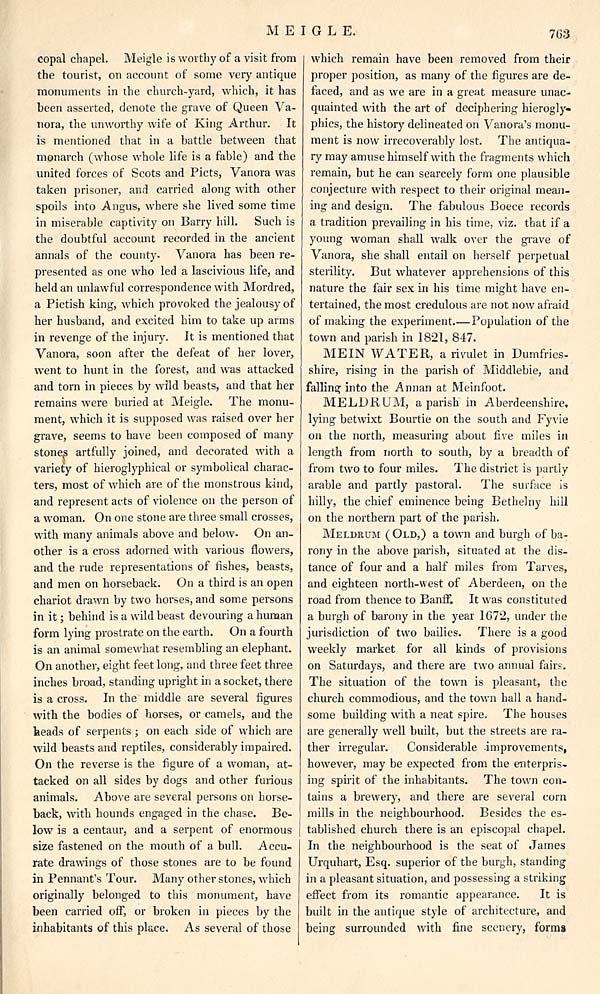 MEIGLE.
763
copal chapel. Meigle is worthy of a visit from
the tourist, on account of some very antique
monuments in the church-yard, which, it has
been asserted, denote the grave of Queen Va-
nora, the unworthy wife of King Arthur. It
is mentioned that in a battle between that
monarch (whose whole life is a fable) and the
united forces of Scots and Picts, Vanora was
taken prisoner, and carried along with other
spoils into Angus, where she lived some time
in miserable captivity on Barry hill. Such is
the doubtful account recorded in the ancient
annals of the county. Vanora has been re-
presented as one who led a lascivious life, and
held an unlawful correspondence with Mordred,
a Pictish king, which provoked the jealousy of
her husband, and excited him to take up arms
in revenge of the injury. It is mentioned that
Vanora, soon after the defeat of her lover,
went to hunt in the forest, and was attacked
and torn in pieces by wild beasts, and that her
remains were buried at Meigle. The monu-
ment, which it is supposed was raised over her
grave, seems to have been composed of many
stones artfully joined, and decorated with a
variety of hieroglyphical or symbolical charac-
ters, most of which are of the monstrous kind,
and represent acts of violence on the person of
a woman. On one stone are three small crosses,
with many animals above and below. On an-
other is a cross adorned with various flowers,
and the rude representations of fishes, beasts,
and men on horseback. On a third is an open
chariot drawn by two horses, and some persons
in it; behind is a wild beast devouring a human
form lying prostrate on the earth. On a fourth
is an animal somewhat resembling an elephant.
On another, eight feet long, and three feet three
inches broad, standing upright in a socket, there
is a cross. In the middle are several figures
with the bodies of horses, or camels, and the
heads of serpents; on each side of which are
wild beasts and reptiles, considerably impaired.
On the reverse is the figure of a woman, at-
tacked on all sides by dogs and other furious
animals. Above are several persons on horse-
back, with hounds engaged in the chase. Be-
low is a centaur, and a serpent of enormous
size fastened on the mouth of a bull. Accu-
rate drawings of those stones are to be found
in Pennant's Tour. Many other stones, which
originally belonged to this monument, have
been carried off, or broken in pieces by the
inhabitants of this place. As several of those
which remain have been removed from their
proper position, as many of the figures are de-
faced, and as we are in a great measure unac-
quainted with the art of deciphering hierogly-
phics, the history delineated on Vanora's monu-
ment is now irrecoverably lost. The antiqua-
ry may amuse himself with the fragments which
remain, but he can scarcely form one plausible
conjecture with respect to their original mean-
ing and design. The fabulous Boece records
a tradition prevailing in his time, viz. that if a
young woman shall walk over the grave of
Vanora, she shall entail on herself perpetual
sterility. But whatever apprehensions of this
nature the fair sex in his time might have en-
tertained, the most credulous are not now afraid
of making the experiment.—Population of the
town and parish in 1821, 847.
MEIN WATER, a rivulet in Dumfries-
shire, rising in the parish of Middlebie, and
falling into the Annan at Meinfoot.
MELDRUM, a parish in Aberdeenshire,
lying betwixt Bourtie on the south and Fyvie
on the north, measuring about five miles in
length from north to south, by a breadth of
from two to four miles. The district is partly
arable and partly pastoral. The surface is
hilly, the chief eminence being Bethelny hill
on the northern part of the parish.
MELDRUM (OLD,) a town and burgh of ba-
rony in the above parish, situated at the dis-
tance of four and a half miles from Tarves,
and eighteen north-west of Aberdeen, on the
road from thence to Banff. It was constituted
a burgh of barony in the year 1672, under the
jurisdiction of two bailies. There is a good
weekly market for all kinds of provisions
on Saturdays, and there are two annual fairs.
The situation of the town is pleasant, the
church commodious, and the town hall a hand-
some building with a neat spire. The houses
are generally well built, but the streets are ra-
ther irregular. Considerable improvements,
however, may be expected from the enterpris-
ing spirit of the inhabitants. The town con-
tains a brewery, and there are several corn
mills in the neighbourhood. Besides the es-
tablished church there is an episcopal chapel.
In the neighbourhood is the seat of James
Urquhart, Esq. superior of the burgh, standing
in a pleasant situation, and possessing a striking
effect from its romantic appearance. It is
built in the antique style of architecture, and
being surrounded with fine scenery, forms